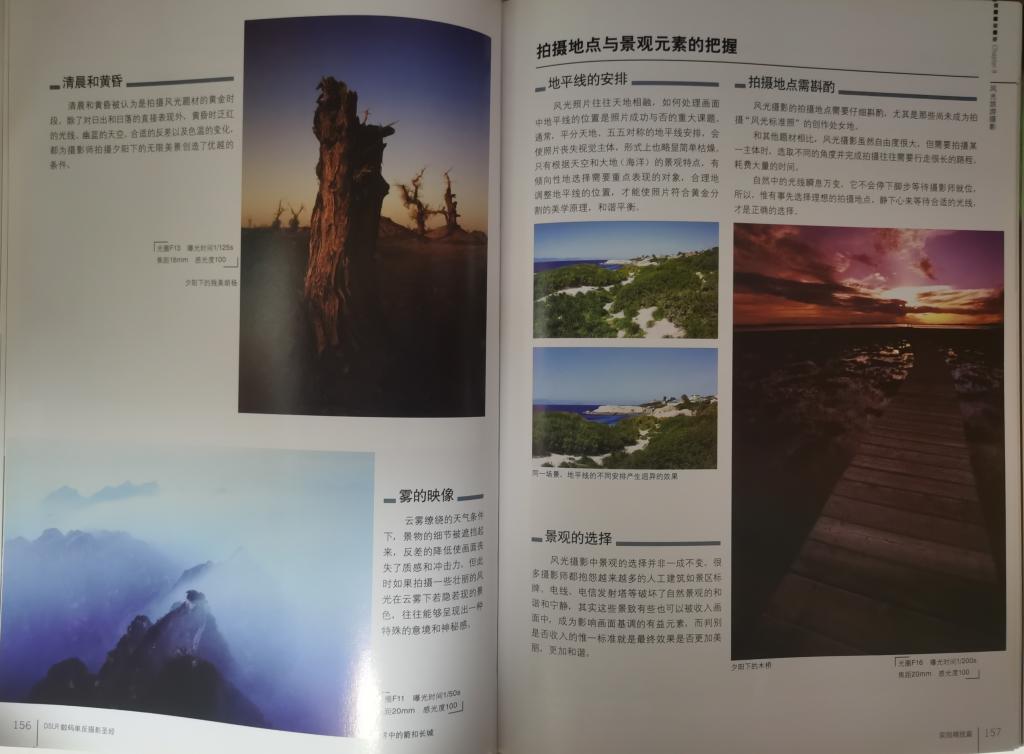 清晨和黄昏
清晨和黄昏被认为是拍摄风光题材的黄金时
段，除了对日出和日落的直接表现外，黄昏时泛红
的光线、幽蓝的天空、合适的反差以及色温的变化，
都为摄影师拍摄夕阳下的无限美景创造了优越的
条件。
光圈F13 曝光时间1/125s
焦距18mm 感光度100
夕阳下的残美胡杨
雾的映像
云雾缭绕的天气条件
下，景物的细节被遮挡起
来，反差的降低使画面丧
失了质感和冲击力，但此
时如果拍摄一些壮丽的风
光在云雾下若隐若现的景
色，往往能够呈现出一种
特殊的意境和神秘感。
圈F11 曝光时间1/50s
距20mm 感光度100
中的箭扣长城
156 DSLR数码单反摄影圣经
拍摄地点与景观元素的把握
地平线的安排
风光照片往往天地相融，如何处理画面
中地平线的位置是照片成功与否的重大课题，
通常，平分天地、五五对称的地平线安排，会
使照片丧失视觉主体，形式上也略显简单枯燥，
只有根据天空和大地（海洋）的景观特点，有
倾向性地选择需要重点表现的对象，合理地
调整地平线的位置，才能使照片符合黄金分
割的美学原理，和谐平衡。
同一场景，地平线的不同安排产生迥异的效果
景观的选择
风光摄影中景观的选择并非一成不变，很
多摄影师都抱怨越来越多的人工建筑如景区标
牌、电线、电信发射塔等破坏了自然景观的和
谐和宁静，其实这些景致有些也可以被收入画
面中，成为影响画面基调的有益元素，而判别
是否收入的惟一标准就是最终效果是否更加美
丽、更加和谐。
拍摄地点需斟酌
风光摄影的拍摄地点需要仔细斟酌，尤其是那些尚未成为拍
摄“风光标准照”的创作处女地。
和其他题材相比，风光摄影虽然自由度很大，但需要拍摄某
一主体时，选取不同的角度并完成拍摄往往需要行走很长的路程，
耗费大量的时间。
自然中的光线瞬息万变，它不会停下脚步等待摄影师就位，
所以，惟有事先选择理想的拍摄地点，静下心来等待合适的光线，
才是正确的选择。
夕阳下的木桥
光圈F16 曝光时间1/200s
焦距20mm 感光度100
Chapter 9
风光旅游摄影
实拍精技篇 157